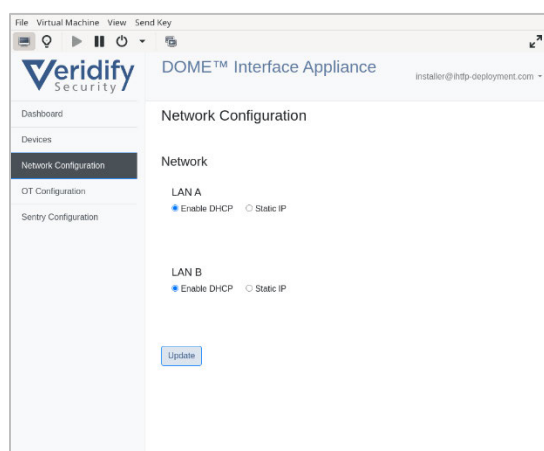 File Virtual Machine View Send Key
Veridify
Security
DOME™ Interface Appliance
installer@ihtfp-deployment.com
Dashboard
Devices
Network Configuration
OT Configuration
Sentry Configuration
Network Configuration
Network
LAN A
Enable DHCP Static IP
LAN B
Enable DHCP Static IP
Update